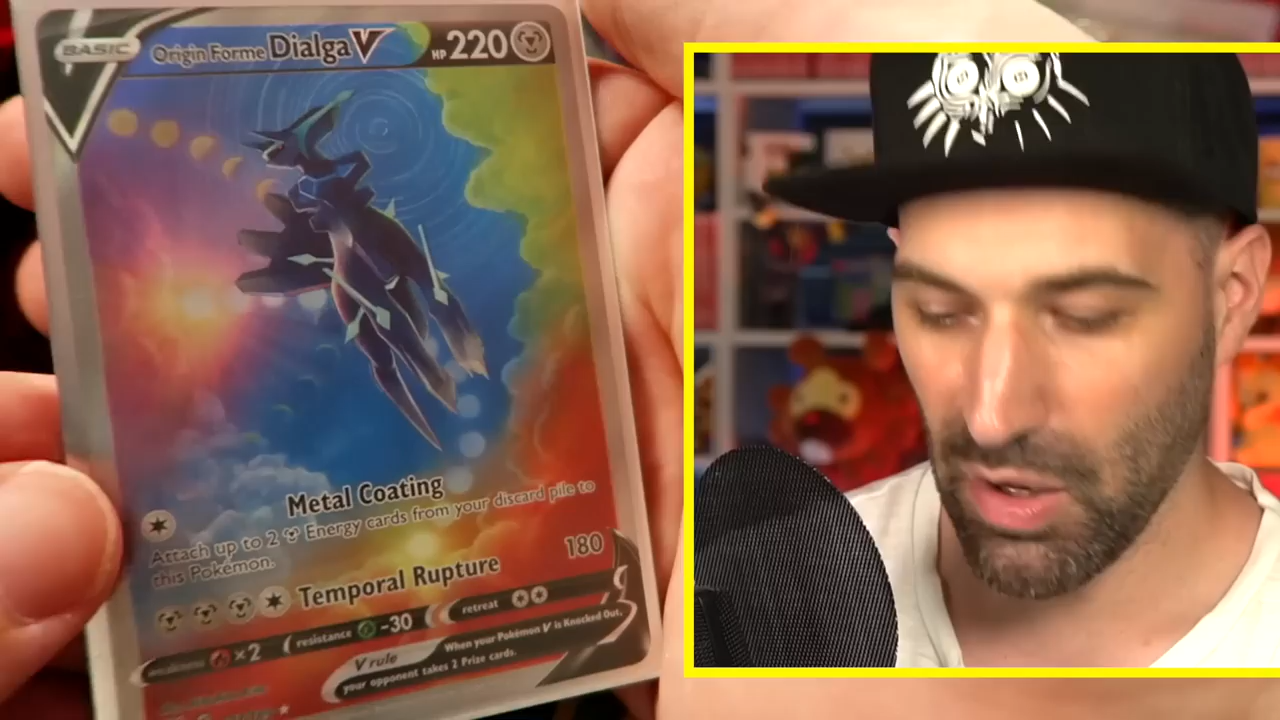 BASIC Origin Forme Dialga V HP 220
Metal Coating
Attach up to 2 Energy cards from your discard pile to
this Pokémon.
Temporal Rupture 180
weakness ×2 resistance -30 retreat
V rule When your Pokémon V is Knocked Out,
your opponent takes 2 Prize cards.